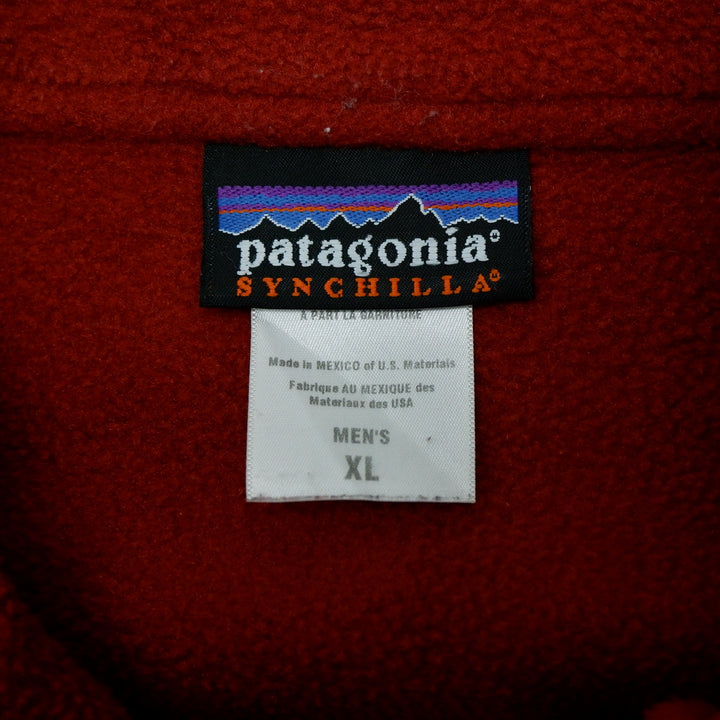 patagonia®
SYNCHILLA®
A PART LA GARNITURE
Made in MEXICO of U.S. Materials
Fabrique AU MEXIQUE des
Materiaux des USA
MEN'S
XL